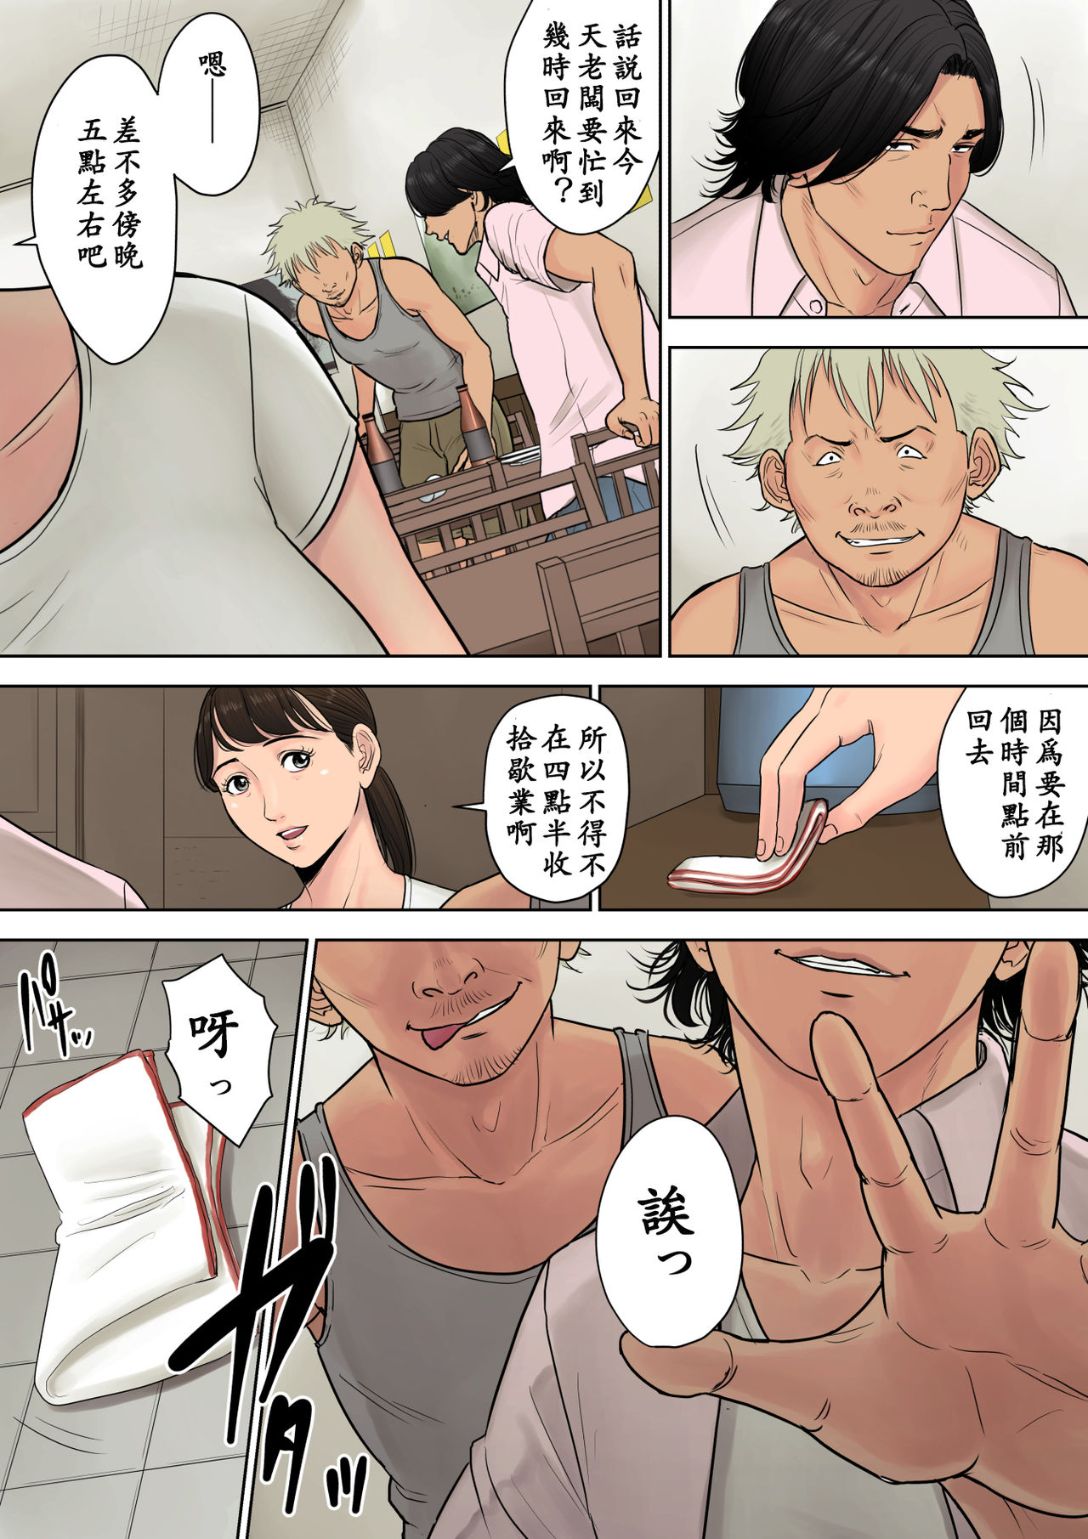 話説回來今
天老闆要忙到
幾時回來啊？
嗯——
差不多傍晚
五點左右吧
因爲要在那
個時間點前
回去
所以不得不
在四點半收
拾歇業啊
誒っ
ガタッ
呀っ
パサッ